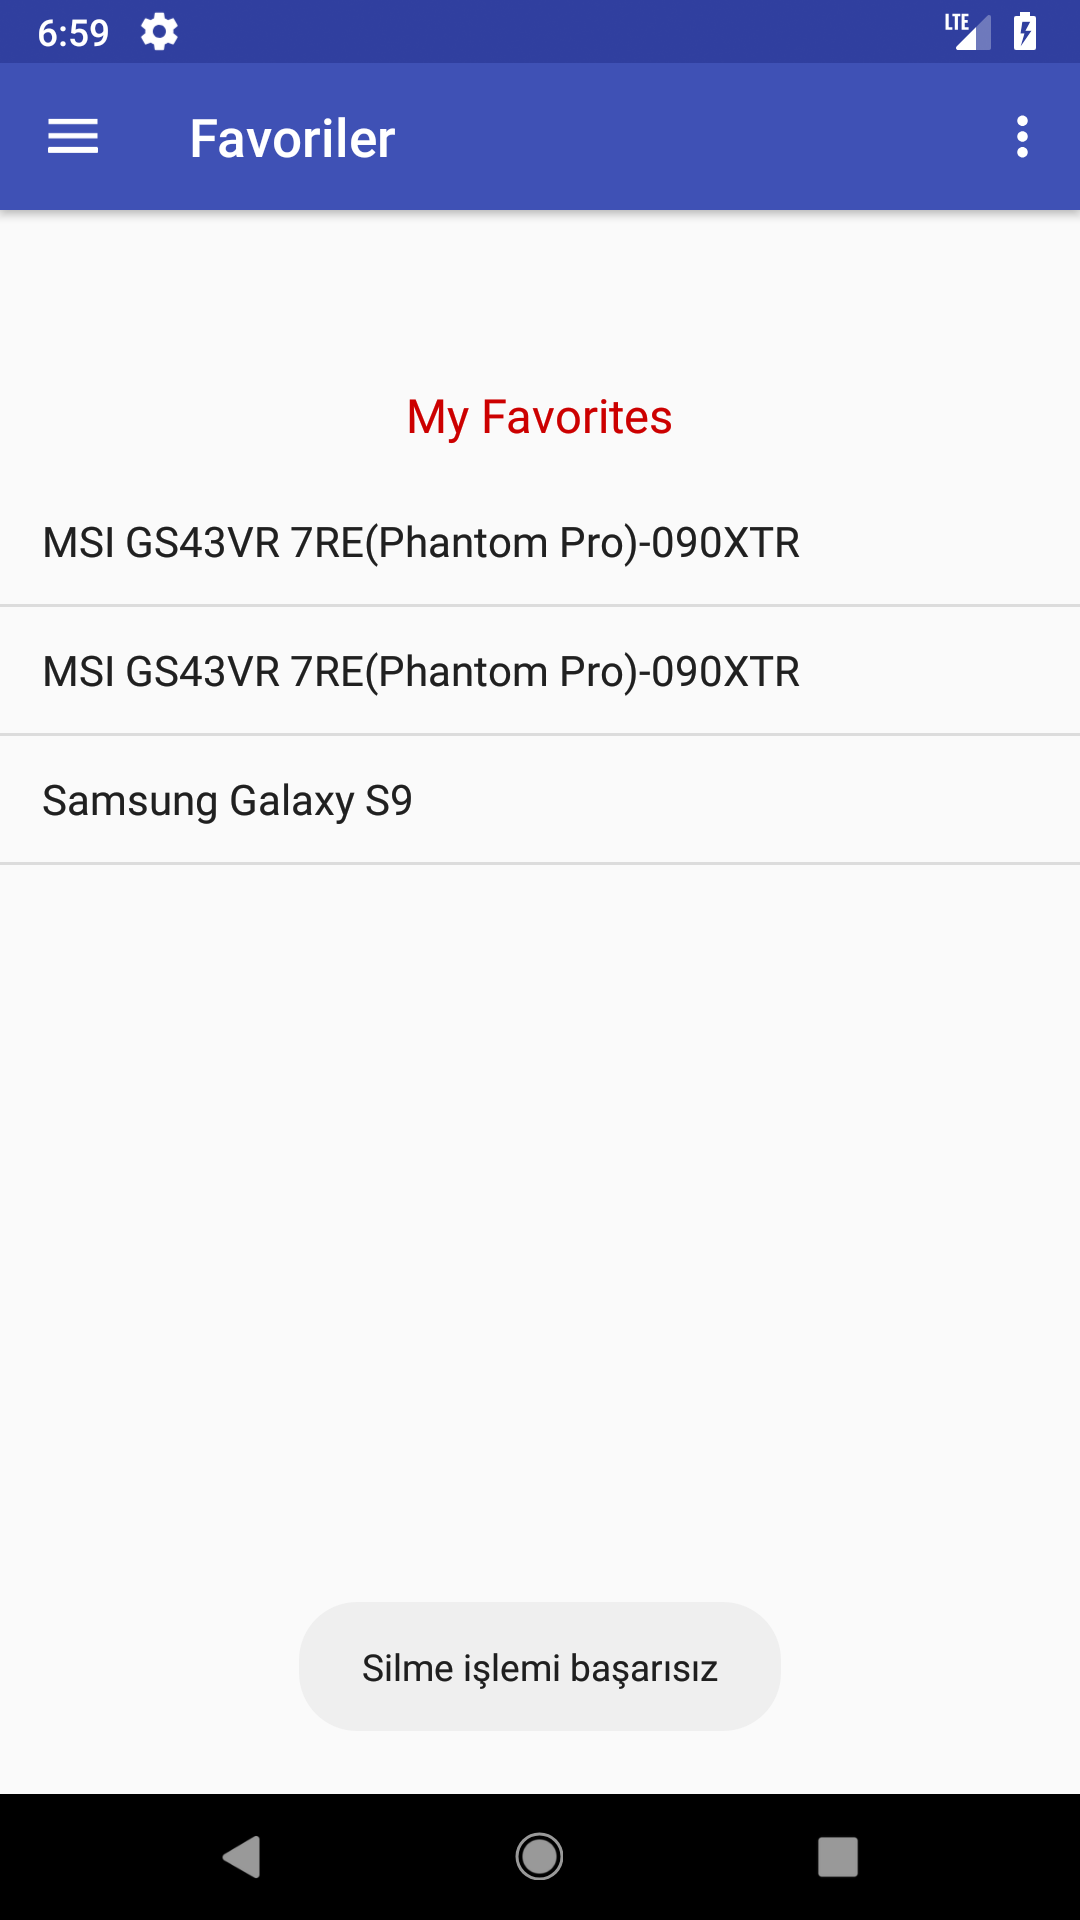 6:59
LTE
Favoriler
My Favorites
MSI GS43VR 7RE(Phantom Pro)-090XTR
MSI GS43VR 7RE(Phantom Pro)-090XTR
Samsung Galaxy S9
Silme işlemi başarısız